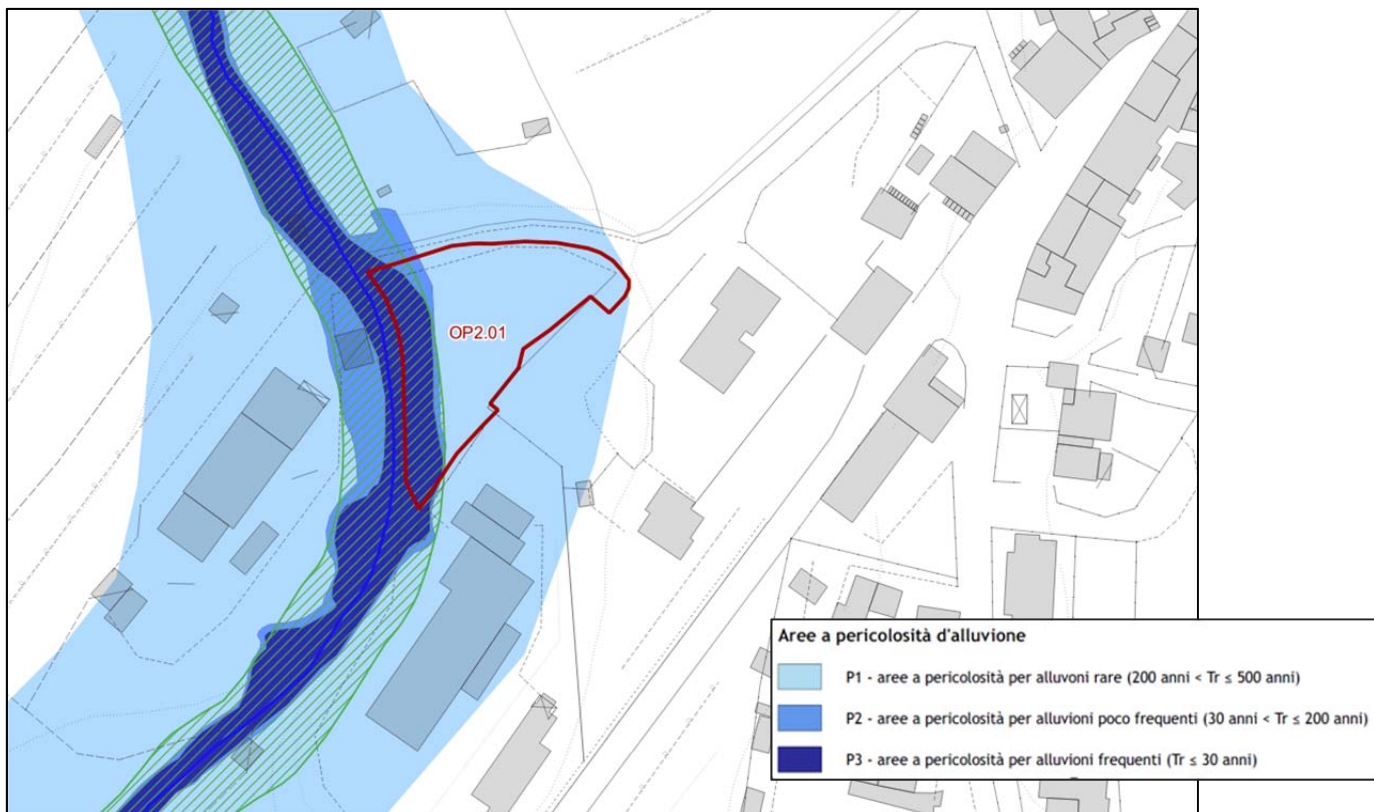 OP2.01
Aree a pericolosità d'alluvione
P1 - aree a pericolosità per alluvoni rare (200 anni < Tr ≤ 500 anni)
P2 - aree a pericolosità per alluvioni poco frequenti (30 anni < Tr ≤ 200 anni)
P3 - aree a pericolosità per alluvioni frequenti (Tr ≤ 30 anni)